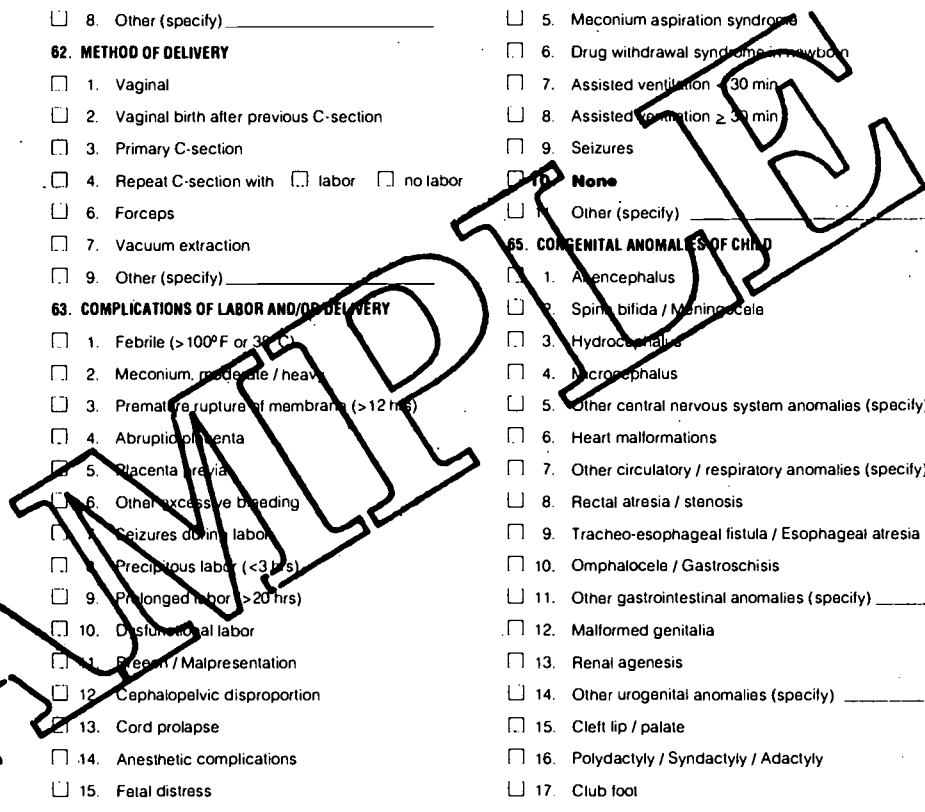 8. Other (specify)
62. METHOD OF DELIVERY
1. Vaginal
2. Vaginal birth after previous C-section
3. Primary C-section
4. Repeat C-section with labor no labor
6. Forceps
7. Vacuum extraction
9. Other (specify)
63. COMPLICATIONS OF LABOR AND/OR DELIVERY
1. Febrile (>100°F or 38°C)
2. Meconium, moderate / heavy
3. Premature rupture of membrane (>12 hrs)
4. Abruptio placenta
5. Placenta previa
6. Other excessive bleeding
7. Seizures during labor
8. Precipitous labor (<3 hrs)
9. Prolonged labor (>20 hrs)
10. Dysfunctional labor
11. Breech / Malpresentation
12. Cephalopelvic disproportion
13. Cord prolapse
14. Anesthetic complications
15. Fetal distress
5. Meconium aspiration syndrome
6. Drug withdrawal syndrome in newborn
7. Assisted ventilation < 30 min
8. Assisted ventilation ≥ 30 min
9. Seizures
10. None
11. Other (specify)
65. CONGENITAL ANOMALIES OF CHILD
1. Anencephalus
2. Spina bifida / Meningocele
3. Hydrocephalus
4. Microcephalus
5. Other central nervous system anomalies (specify)
6. Heart malformations
7. Other circulatory / respiratory anomalies (specify)
8. Rectal atresia / stenosis
9. Tracheo-esophageal fistula / Esophageal atresia
10. Omphalocele / Gastroschisis
11. Other gastrointestinal anomalies (specify)
12. Malformed genitalia
13. Renal agenesis
14. Other urogenital anomalies (specify)
15. Cleft lip / palate
16. Polydactyly / Syndactyly / Adactyly
17. Club foot
AMPLE